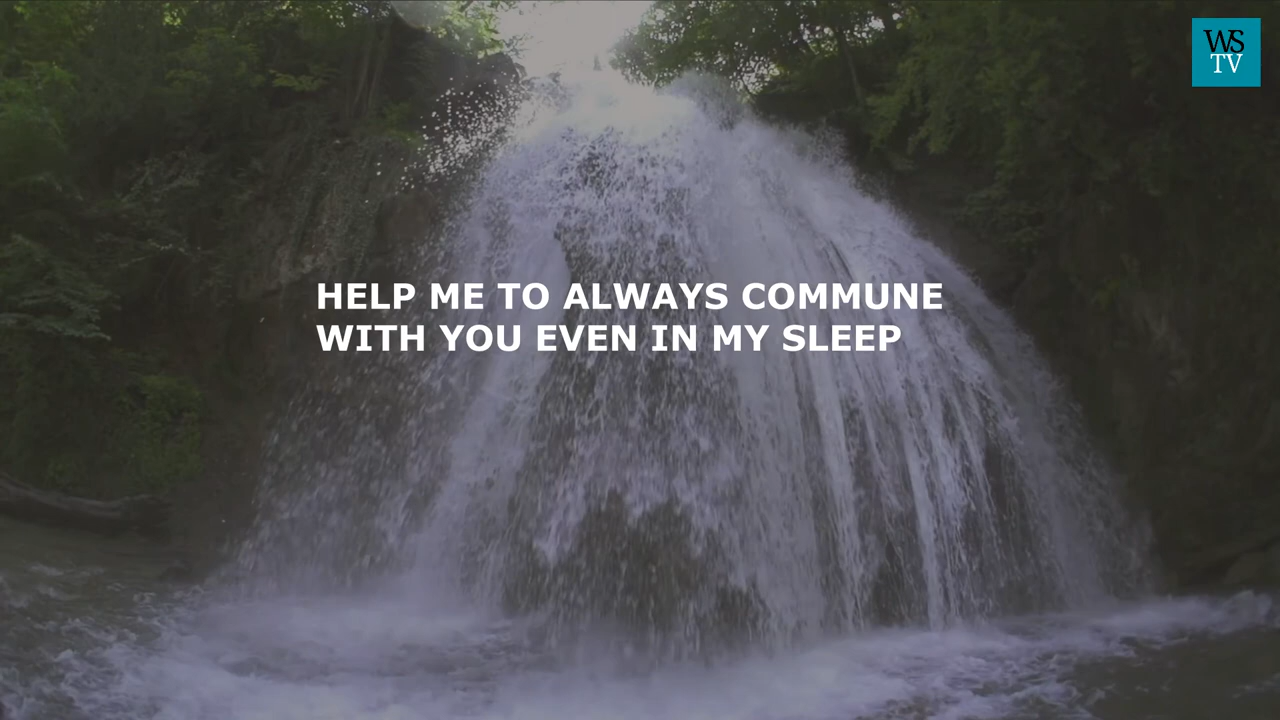 WS
TV
HELP ME TO ALWAYS COMMUNE
WITH YOU EVEN IN MY SLEEP